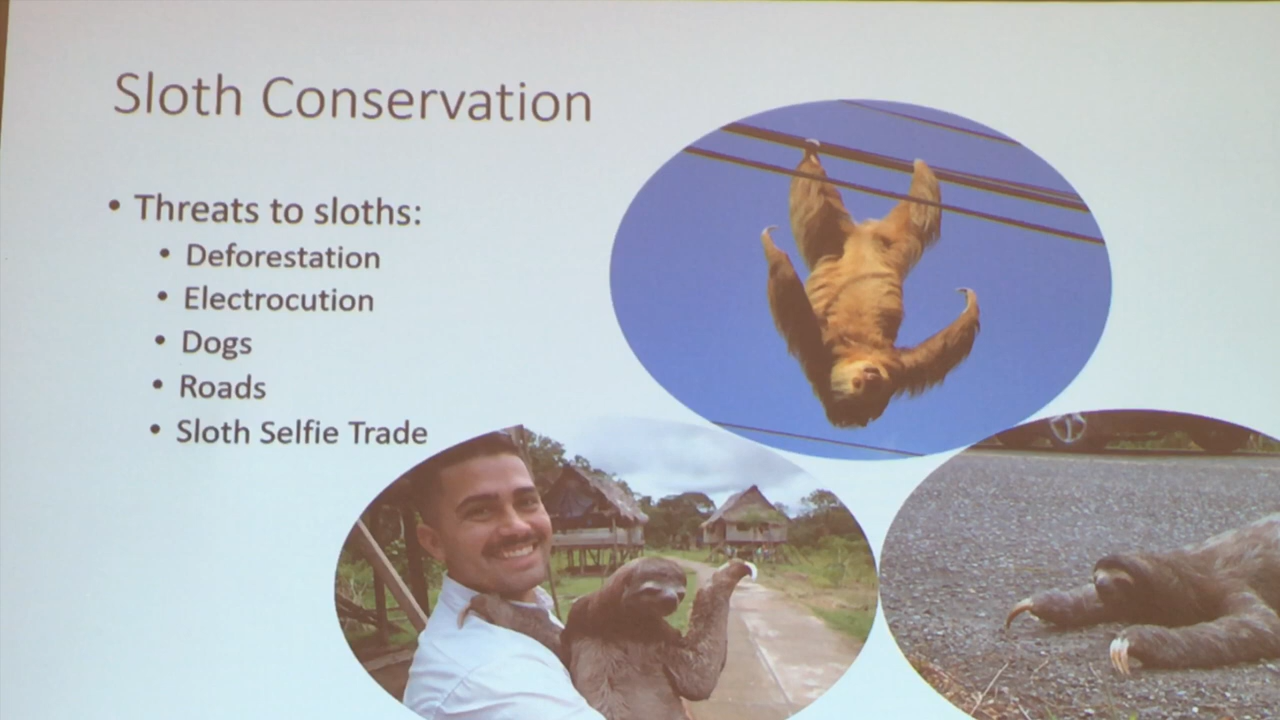 Sloth Conservation
• Threats to sloths:
• Deforestation
• Electrocution
• Dogs
• Roads
• Sloth Selfie Trade